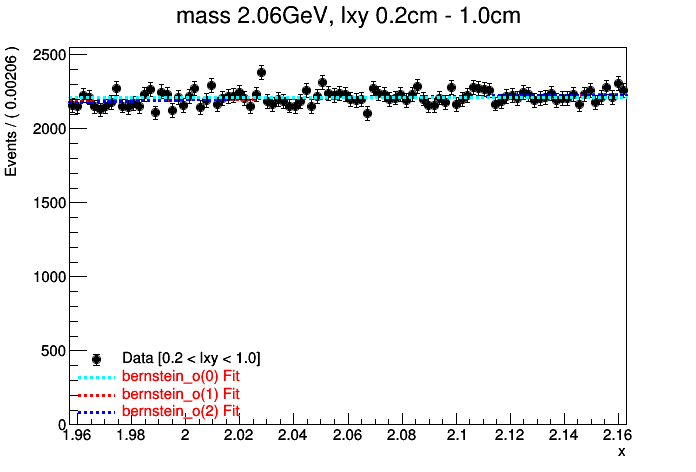 mass 2.06GeV, lxy 0.2cm - 1.0cm
Events / ( 0.00206 )
2500
2000
1500
1000
500
0
Data [0.2 < lxy < 1.0]
bernstein_o(0) Fit
bernstein_o(1) Fit
bernstein_o(2) Fit
1.96 1.98 2 2.02 2.04 2.06 2.08 2.1 2.12 2.14 2.16
x